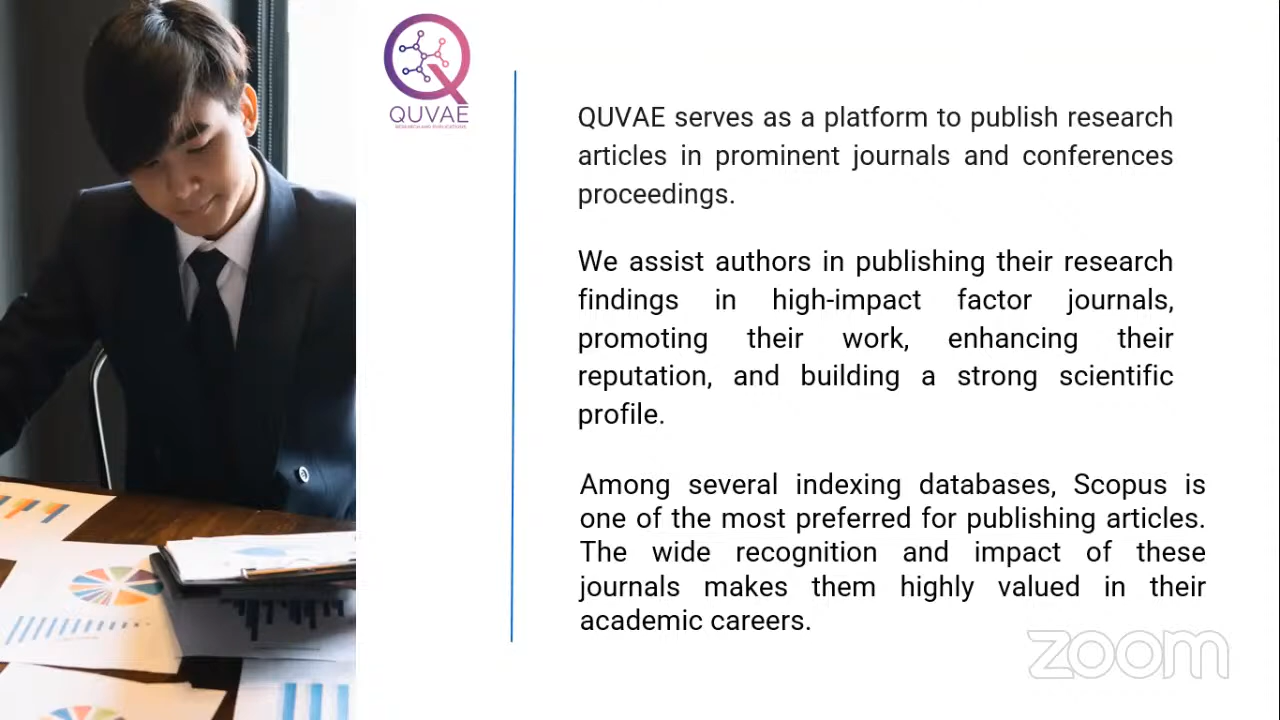 QUVAE
RESEARCH AND PUBLICATIONS
QUVAE serves as a platform to publish research
articles in prominent journals and conferences
proceedings.
We assist authors in publishing their research
findings in high-impact factor journals,
promoting their work, enhancing their
reputation, and building a strong scientific
profile.
Among several indexing databases, Scopus is
one of the most preferred for publishing articles.
The wide recognition and impact of these
journals makes them highly valued in their
academic careers.
zoom